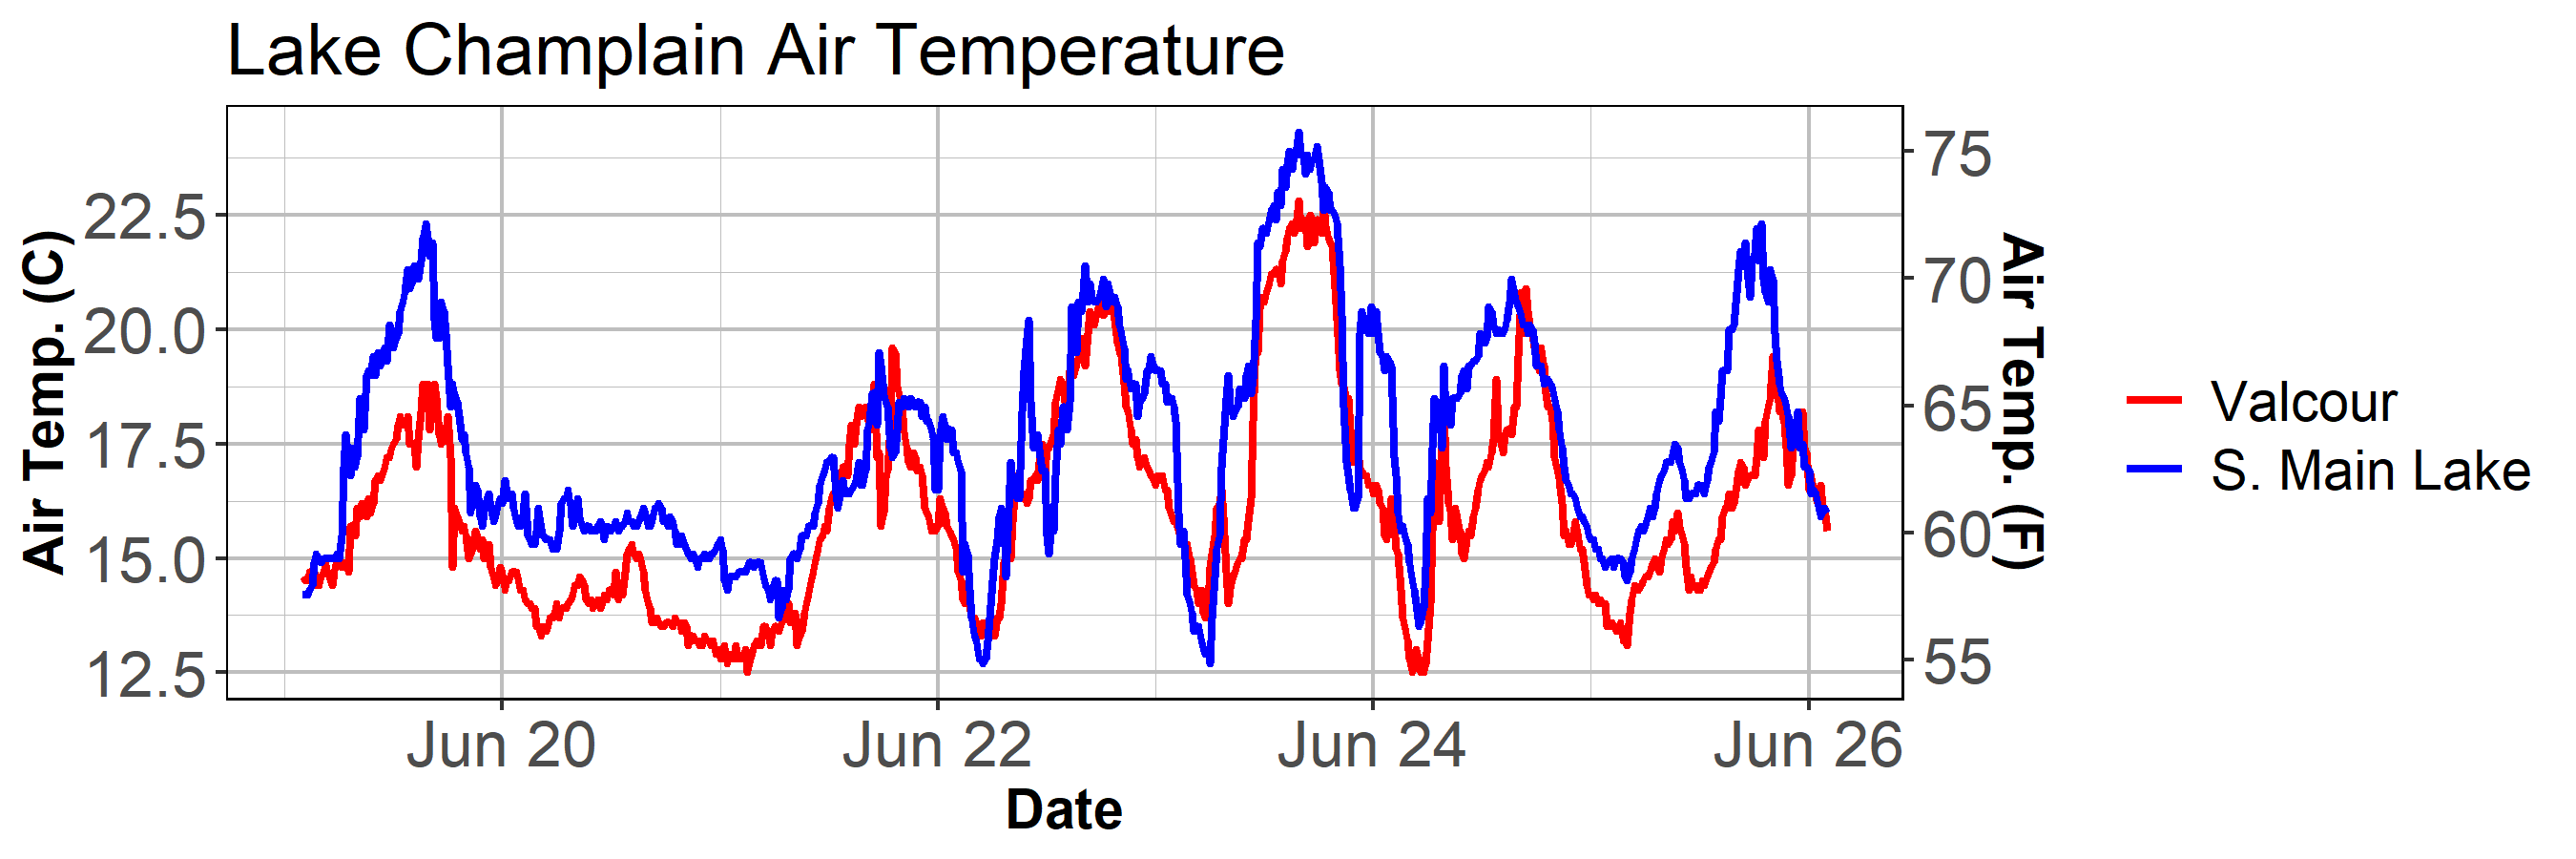 Lake Champlain Air Temperature
Air Temp. (C)
22.5
20.0
17.5
15.0
12.5
75
70
65
60
55
Air Temp. (F)
Jun 20
Jun 22
Jun 24
Jun 26
Date
Valcour
S. Main Lake